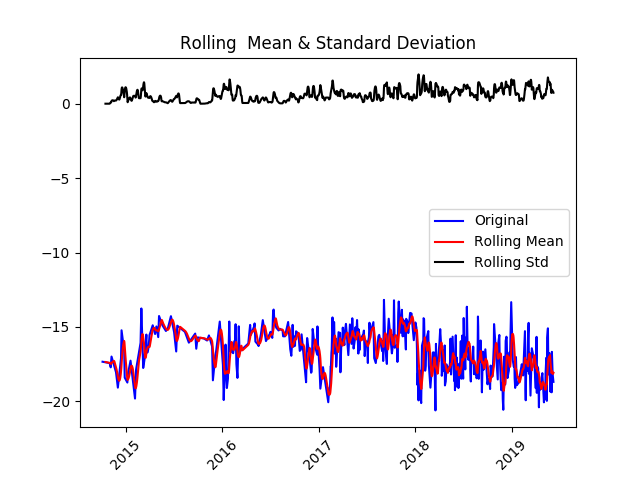 Rolling  Mean & Standard Deviation
0
−5
−10
−15
−20
Original
Rolling Mean
Rolling Std
2015
2016
2017
2018
2019